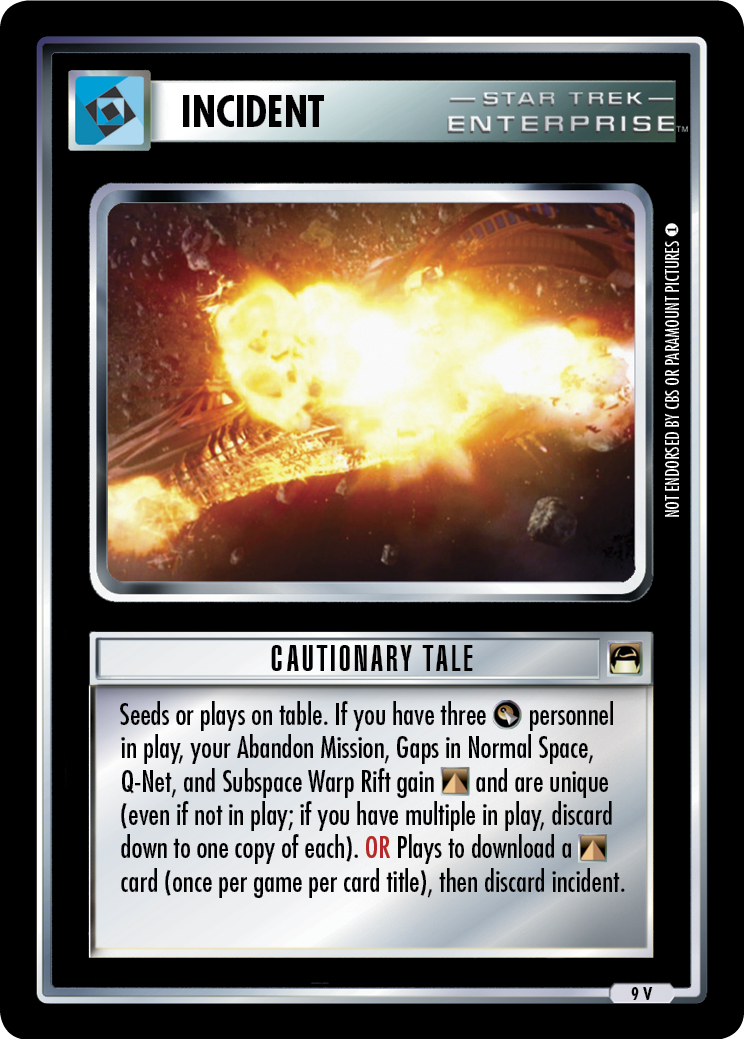 INCIDENT
STAR TREK
ENTERPRISE™
NOT ENDORSED BY CBS OR PARAMOUNT PICTURES 1
CAUTIONARY TALE
Seeds or plays on table. If you have three personnel
in play, your Abandon Mission, Gaps in Normal Space,
Q-Net, and Subspace Warp Rift gain and are unique
(even if not in play; if you have multiple in play, discard
down to one copy of each). OR Plays to download a
card (once per game per card title), then discard incident.
9 V